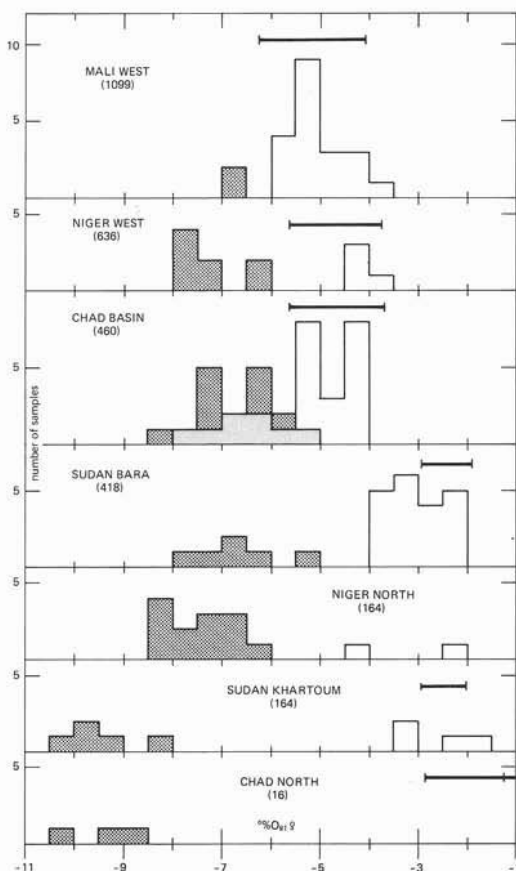 10
MALI WEST
(1099)
5
5
NIGER WEST
(636)
CHAD BASIN
(460)
5
number of samples
SUDAN BARA
(418)
5
NIGER NORTH
(164)
5
SUDAN KHARTOUM
(164)
5
CHAD NORTH
(16)
5
-11
-9
-7
-5
-3